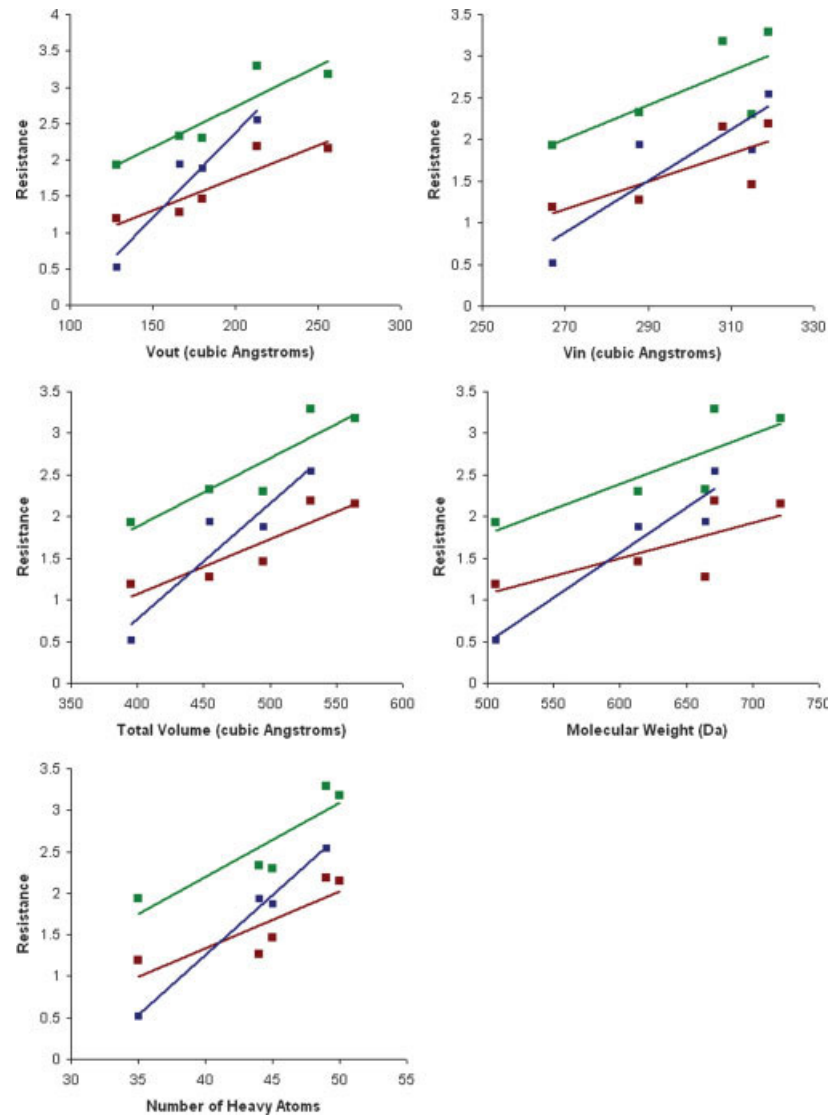 4
3.5
3
2.5
2
1.5
1
0.5
0
Resistance
100 150 200 250 300
Vout (cubic Angstroms)
3.5
3
2.5
2
1.5
1
0.5
0
Resistance
250 270 290 310 330
Vin (cubic Angstroms)
3.5
3
2.5
2
1.5
1
0.5
0
Resistance
350 400 450 500 550 600
Total Volume (cubic Angstroms)
3.5
3
2.5
2
1.5
1
0.5
0
Resistance
500 550 600 650 700 750
Molecular Weight (Da)
3.5
3
2.5
2
1.5
1
0.5
0
Resistance
30 35 40 45 50 55
Number of Heavy Atoms